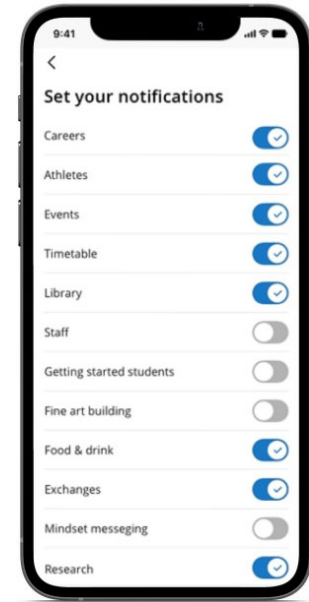 9:41
Set your notifications
Careers
Athletes
Events
Timetable
Library
Staff
Getting started students
Fine art building
Food & drink
Exchanges
Mindset messeging
Research